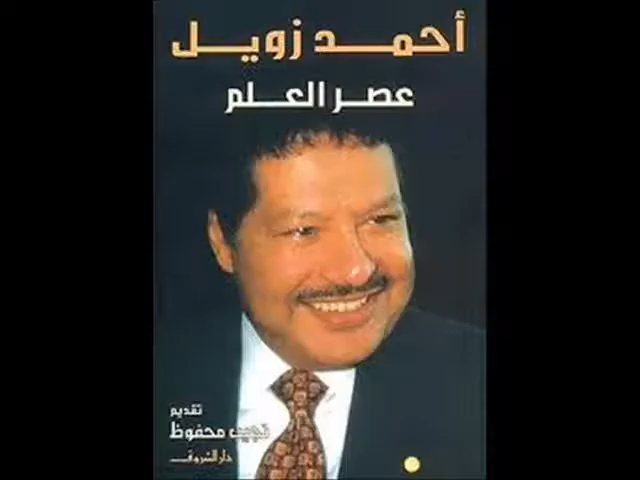 أحمد زويل
عصر العلم
تقديم
نجيب محفوظ
دار الشروق